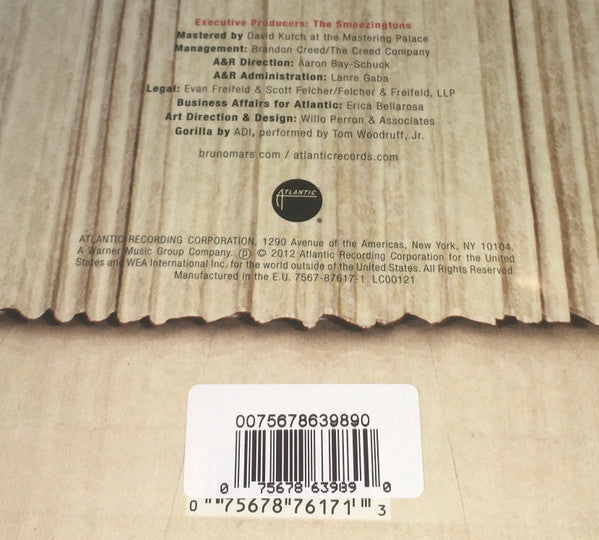 Executive Producers: The Smeezingtons
Mastered by David Kutch at the Mastering Palace
Management: Brandon Creed/The Creed Company
A&R Direction: Aaron Bay-Schuck
A&R Administration: Lanre Gaba
Legal: Evan Freifeld & Scott Felcher/Felcher & Freifeld, LLP
Business Affairs for Atlantic: Erica Bellarosa
Art Direction & Design: Willo Perron & Associates
Gorilla by ADI, performed by Tom Woodruff, Jr.
brunomars.com / atlanticrecords.com
ATLANTIC
®
ATLANTIC RECORDING CORPORATION, 1290 Avenue of the Americas, New York, NY 10104.
A Warner Music Group Company. ℗ © 2012 Atlantic Recording Corporation for the United
States and WEA International Inc. for the world outside of the United States. All Rights Reserved.
Manufactured in the E.U. 7567-87617-1 LC00121
0075678639890
0 75678 63989 0
0 75678 76171 3